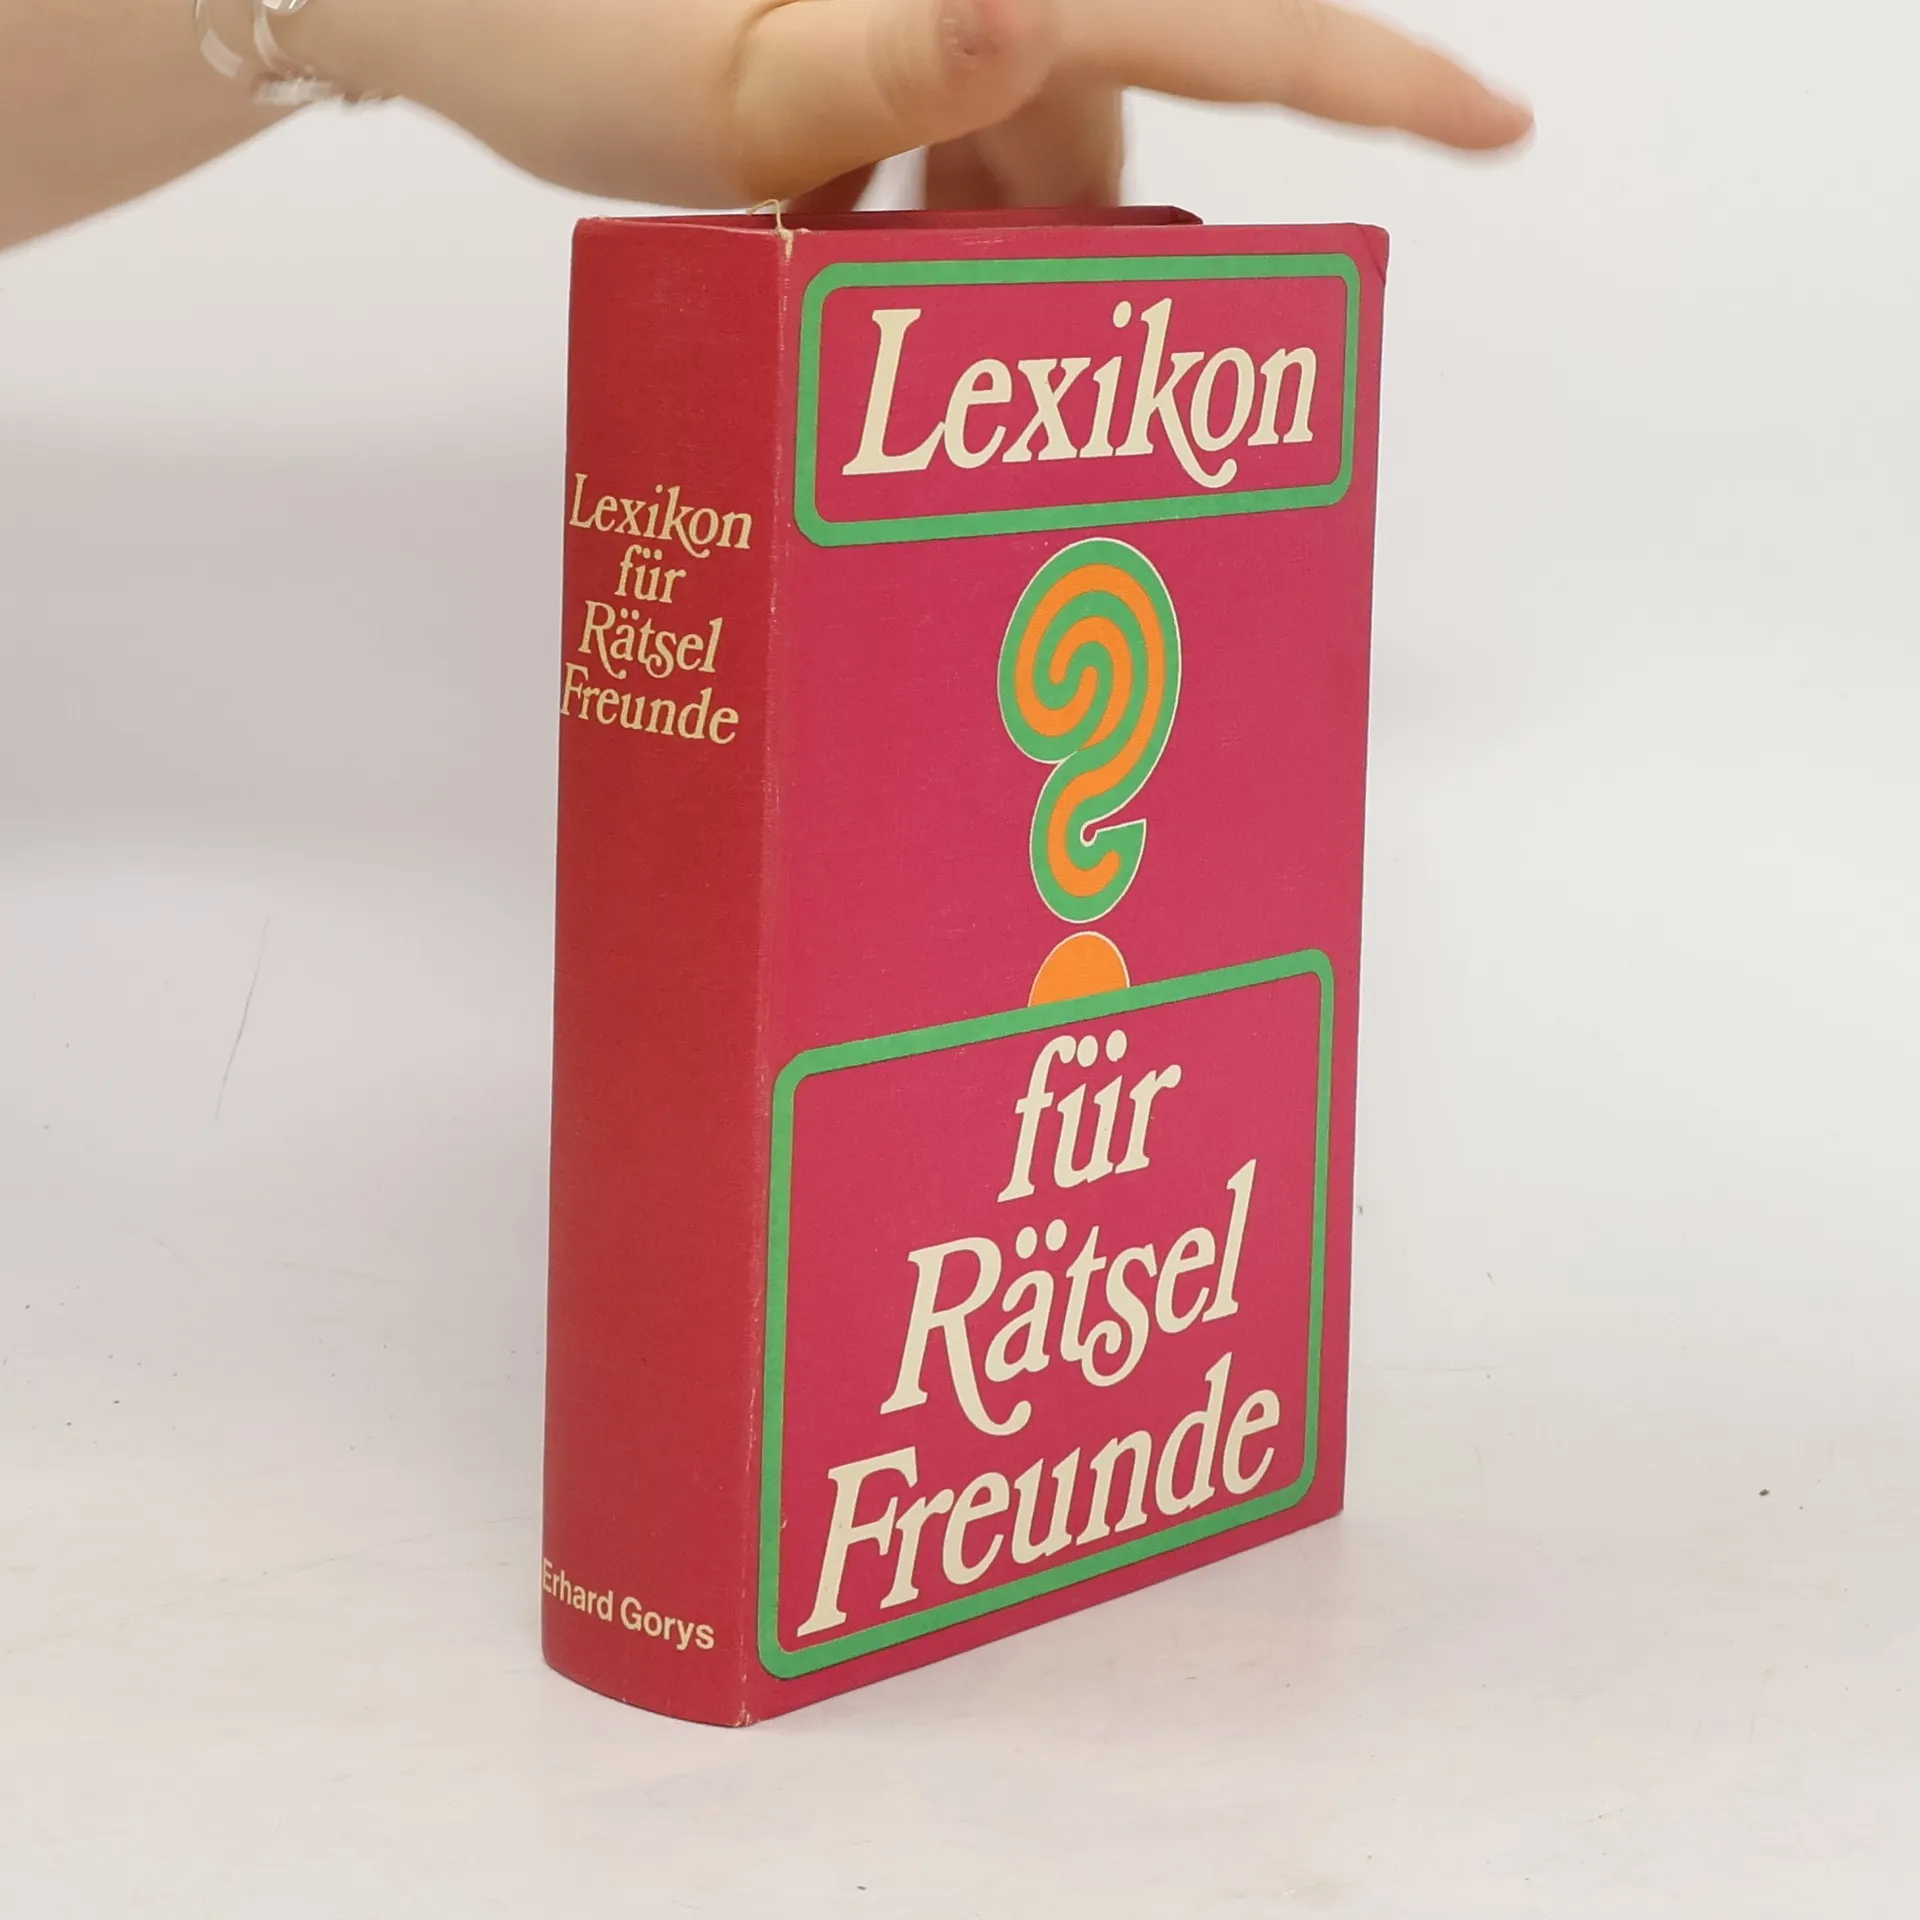 Lexikon
für
Rätsel
Freunde
Erhard Gorys
Lexikon
für
Rätsel
Freunde